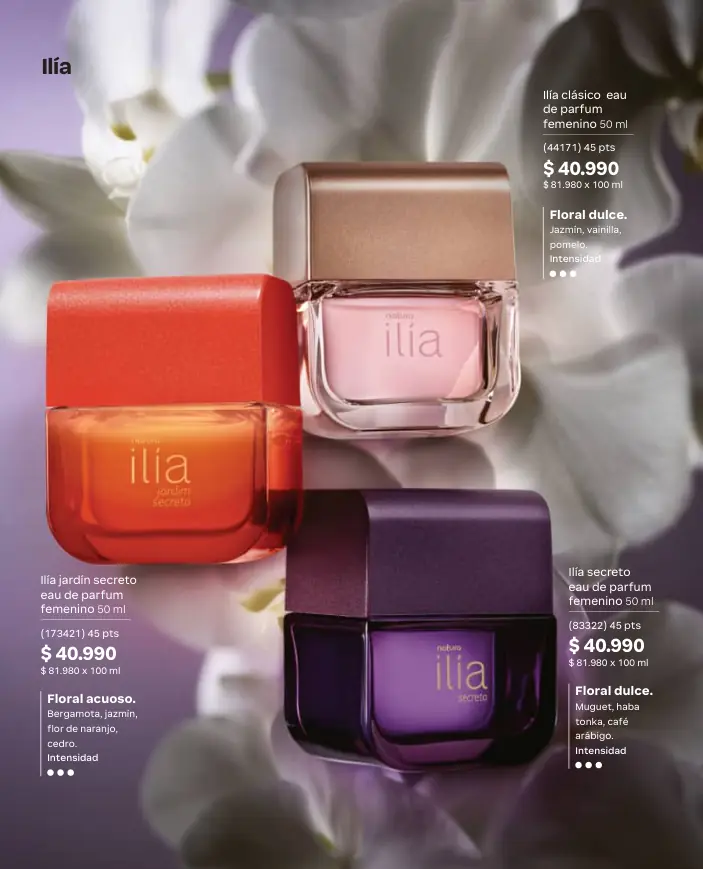 Ilía
Ilía clásico eau
de parfum
femenino 50 ml
(44171) 45 pts
$ 40.990
$ 81.980 x 100 ml
Floral dulce.
Jazmín, vainilla,
pomelo.
Intensidad
natura
ilía
natura
ilía
jardim
secreto
Ilía jardín secreto
eau de parfum
femenino 50 ml
(173421) 45 pts
$ 40.990
$ 81.980 x 100 ml
Floral acuoso.
Bergamota, jazmín,
flor de naranjo,
cedro.
Intensidad
natura
ilía
secreto
Ilía secreto
eau de parfum
femenino 50 ml
(83322) 45 pts
$ 40.990
$ 81.980 x 100 ml
Floral dulce.
Muguet, haba
tonka, café
arábigo.
Intensidad